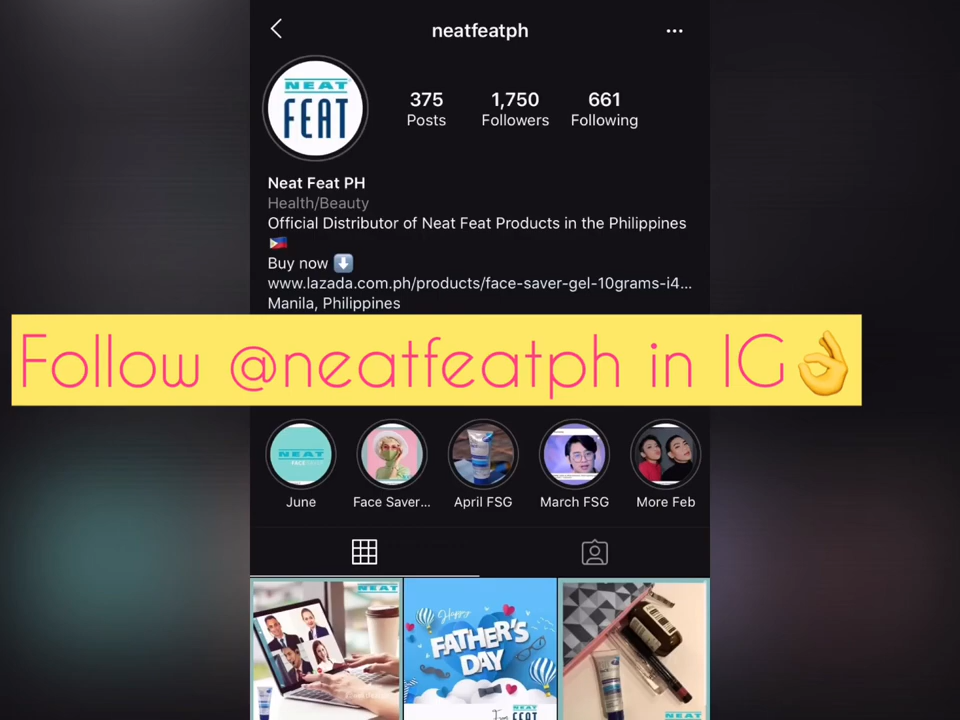 neatfeatph
NEAT
FEAT
375
1,750
661
Posts
Followers
Following
Neat Feat PH
Health/Beauty
Official Distributor of Neat Feat Products in the Philippines
Buy now
www.lazada.com.ph/products/face-saver-gel-10grams-i4...
Manila, Philippines
Follow @neatfeatph in IG
NEAT
June
Face Saver...
April FSG
March FSG
More Feb
NEAT
Happy
FATHER'S
DAY
From
NEAT
FEAT
NEAT